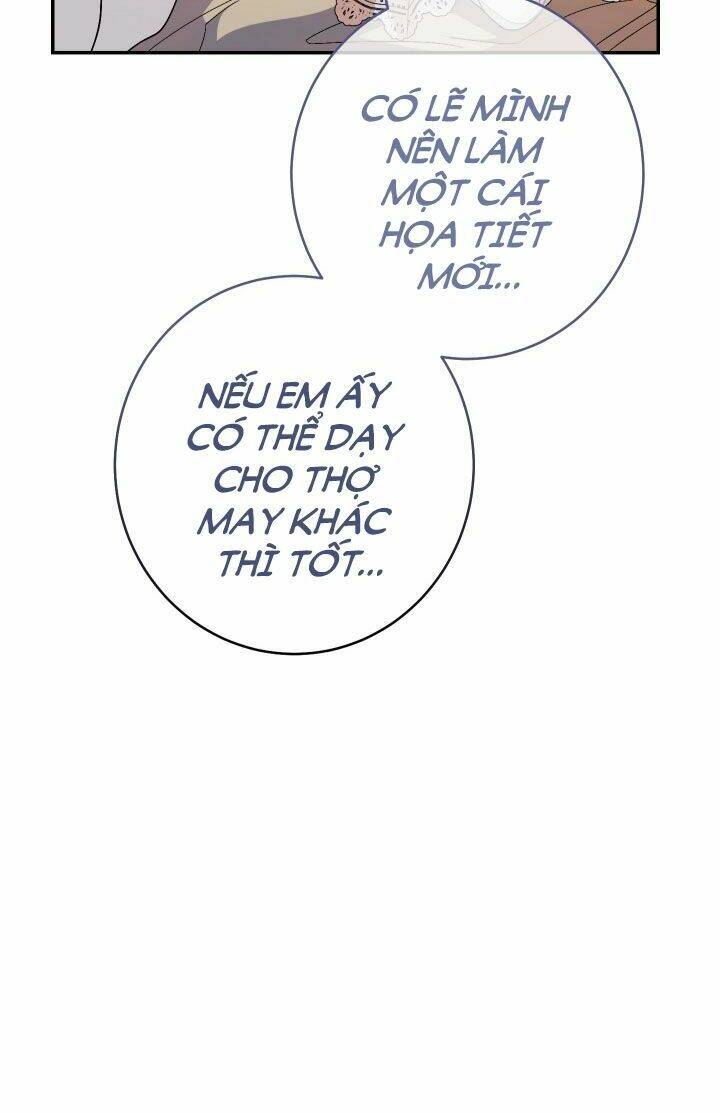 CÓ LẼ MÌNH
NÊN LÀM
MỘT CÁI
HỌA TIẾT
MỚI...
NẾU EM ẤY
CÓ THỂ DẠY
CHO THỢ
MAY KHÁC
THÌ TỐT...